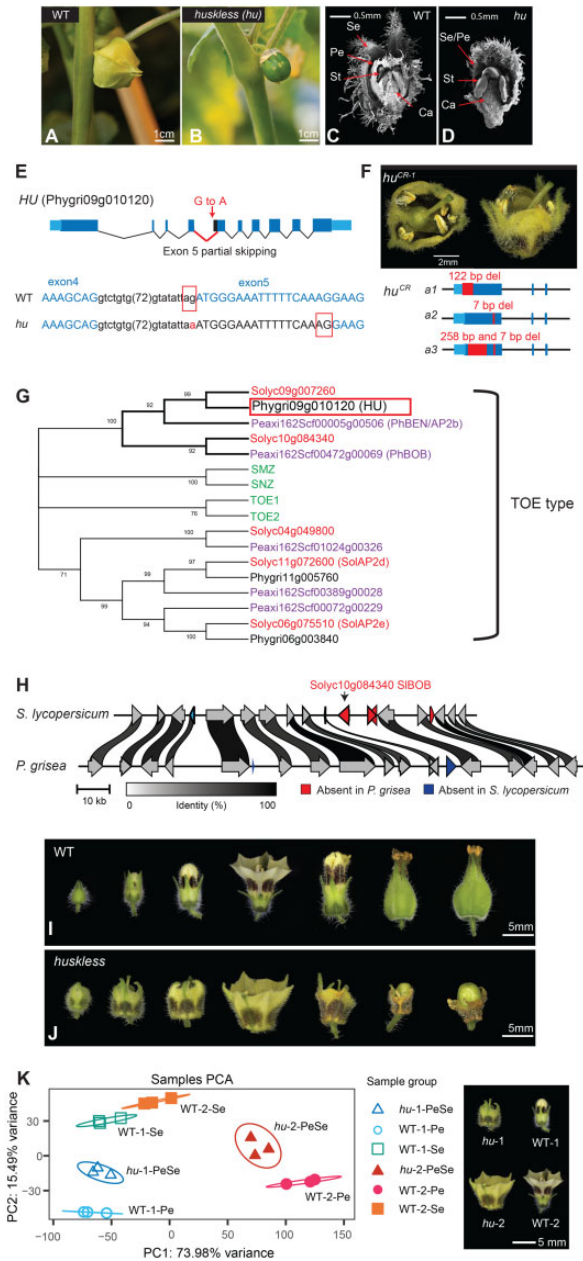 WT
huskless (hu)
0.5mm WT
0.5mm hu
Se
Pe
St
Ca
Se/Pe
St
Ca
A
1cm
B
1cm
C
D
E
HU (Phygri09g010120)
G to A
Exon 5 partial skipping
exon4 exon5
WT AAAGCAGgtctgtg(72)gtatattagATGGGAAATTTTTCAAAGGAAG
hu AAAGCAGgtctgtg(72)gtatattaaATGGGAAATTTTTCAAAGGAAG
F
huCR-1
2mm
122 bp del
huCR a1
7 bp del
a2
258 bp and 7 bp del
a3
G
Solyc09g007260
Phygri09g010120 (HU)
Peaxi162Scf00005g00506 (PhBEN/AP2b)
Solyc10g084340
Peaxi162Scf00472g00069 (PhBOB)
SMZ
SNZ
TOE1
TOE2
Solyc04g049800
Peaxi162Scf01024g00326
Solyc11g072600 (SolAP2d)
Phygri11g005760
Peaxi162Scf00389g00028
Peaxi162Scf00072g00229
Solyc06g075510 (SolAP2e)
Phygri06g003840
99
92
100
92
100
76
100
71
97
99
99
94
100
TOE type
H
Solyc10g084340 SlBOB
S. lycopersicum
P. grisea
10 kb
0 100
Identity (%)
Absent in P. grisea
Absent in S. lycopersicum
WT
I
5mm
huskless
J
5mm
K
Samples PCA
PC2: 15.49% variance
30
0
−30
WT-2-Se
WT-1-Se
hu-2-PeSe
hu-1-PeSe
WT-2-Pe
WT-1-Pe
−100 −50 0 50 100 150
PC1: 73.98% variance
Sample group
hu-1-PeSe
WT-1-Pe
WT-1-Se
hu-2-PeSe
WT-2-Pe
WT-2-Se
hu-1 WT-1
hu-2 WT-2
5 mm